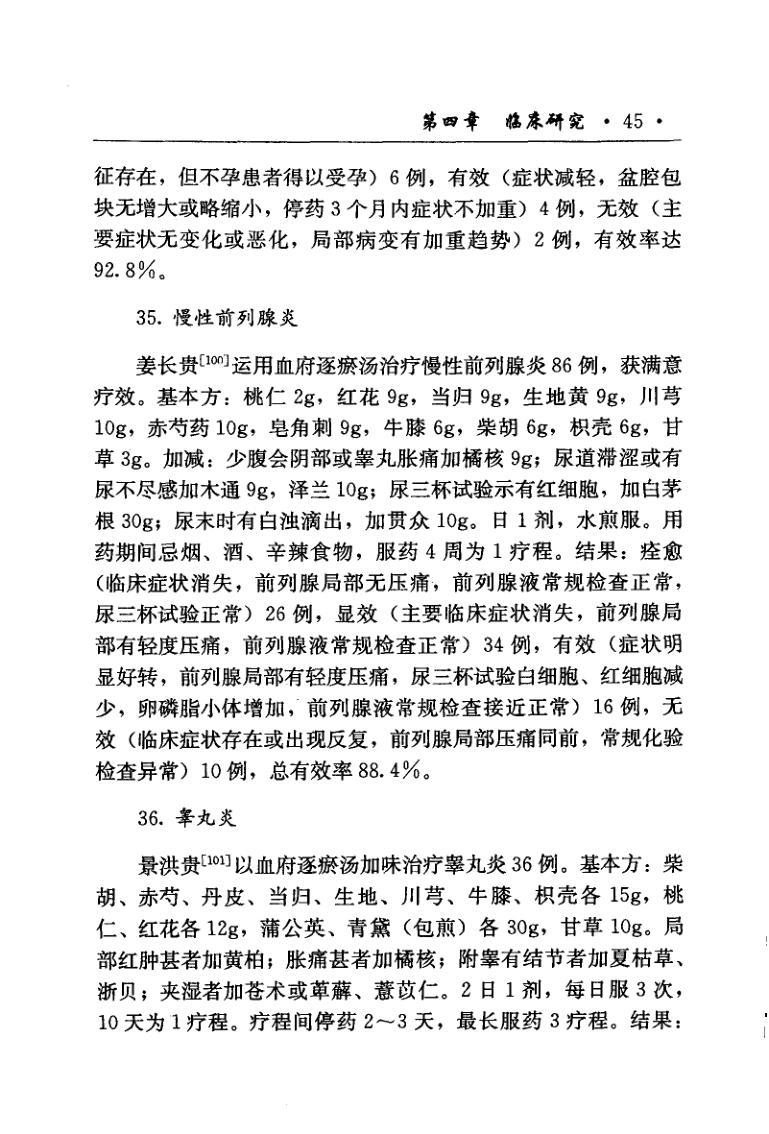 第四章 临床研究 · 45 ·
征存在，但不孕患者得以受孕）6 例，有效（症状减轻，盆腔包
块无增大或略缩小，停药 3 个月内症状不加重）4 例，无效（主
要症状无变化或恶化，局部病变有加重趋势）2 例，有效率达
92.8%。
35. 慢性前列腺炎
姜长贵[100]运用血府逐瘀汤治疗慢性前列腺炎 86 例，获满意
疗效。基本方：桃仁 2g，红花 9g，当归 9g，生地黄 9g，川芎
10g，赤芍药 10g，皂角刺 9g，牛膝 6g，柴胡 6g，枳壳 6g，甘
草 3g。加减：少腹会阴部或睾丸胀痛加橘核 9g；尿道滞涩或有
尿不尽感加木通 9g，泽兰 10g；尿三杯试验示有红细胞，加白茅
根 30g；尿末时有白浊滴出，加贯众 10g。日 1 剂，水煎服。用
药期间忌烟、酒、辛辣食物，服药 4 周为 1 疗程。结果：痊愈
（临床症状消失，前列腺局部无压痛，前列腺液常规检查正常，
尿三杯试验正常）26 例，显效（主要临床症状消失，前列腺局
部有轻度压痛，前列腺液常规检查正常）34 例，有效（症状明
显好转，前列腺局部有轻度压痛，尿三杯试验白细胞、红细胞减
少，卵磷脂小体增加，前列腺液常规检查接近正常）16 例，无
效（临床症状存在或出现反复，前列腺局部压痛同前，常规化验
检查异常）10 例，总有效率 88.4%。
36. 睾丸炎
景洪贵[101]以血府逐瘀汤加味治疗睾丸炎 36 例。基本方：柴
胡、赤芍、丹皮、当归、生地、川芎、牛膝、枳壳各 15g，桃
仁、红花各 12g，蒲公英、青黛（包煎）各 30g，甘草 10g。局
部红肿甚者加黄柏；胀痛甚者加橘核；附睾有结节者加夏枯草、
浙贝；夹湿者加苍术或萆薢、薏苡仁。2 日 1 剂，每日服 3 次，
10 天为 1 疗程。疗程间停药 2～3 天，最长服药 3 疗程。结果：